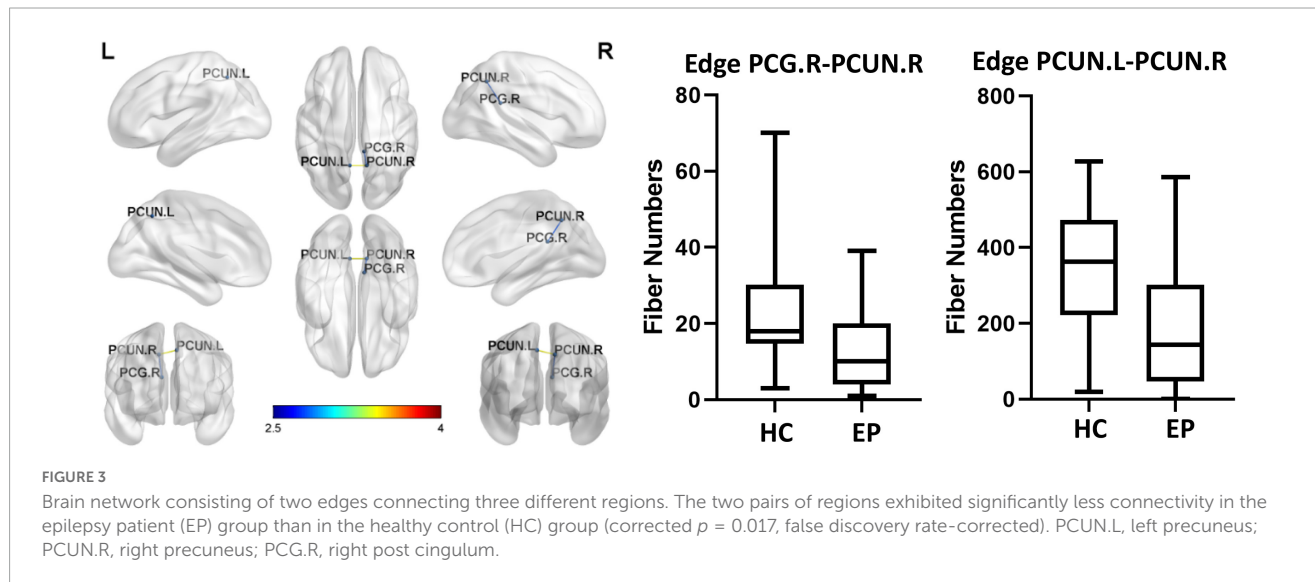 L
R
PCUN.L
PCG.R
PCUN.L
PCUN.R
PCUN.R
PCG.R
PCUN.L
PCUN.L
PCUN.R
PCG.R
PCUN.R
PCG.R
PCUN.R
PCUN.L
PCG.R
PCUN.L
PCUN.R
PCG.R
2.5
4
Edge PCG.R-PCUN.R
Fiber Numbers
80
60
40
20
0
HC
EP
Edge PCUN.L-PCUN.R
Fiber Numbers
800
600
400
200
0
HC
EP
FIGURE 3
Brain network consisting of two edges connecting three different regions. The two pairs of regions exhibited significantly less connectivity in the
epilepsy patient (EP) group than in the healthy control (HC) group (corrected p = 0.017, false discovery rate-corrected). PCUN.L, left precuneus;
PCUN.R, right precuneus; PCG.R, right post cingulum.